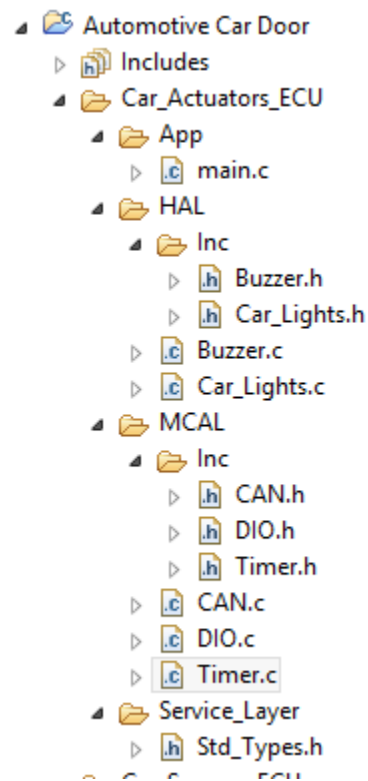 Automotive Car Door
Includes
Car_Actuators_ECU
App
main.c
HAL
Inc
Buzzer.h
Car_Lights.h
Buzzer.c
Car_Lights.c
MCAL
Inc
CAN.h
DIO.h
Timer.h
CAN.c
DIO.c
Timer.c
Service_Layer
Std_Types.h